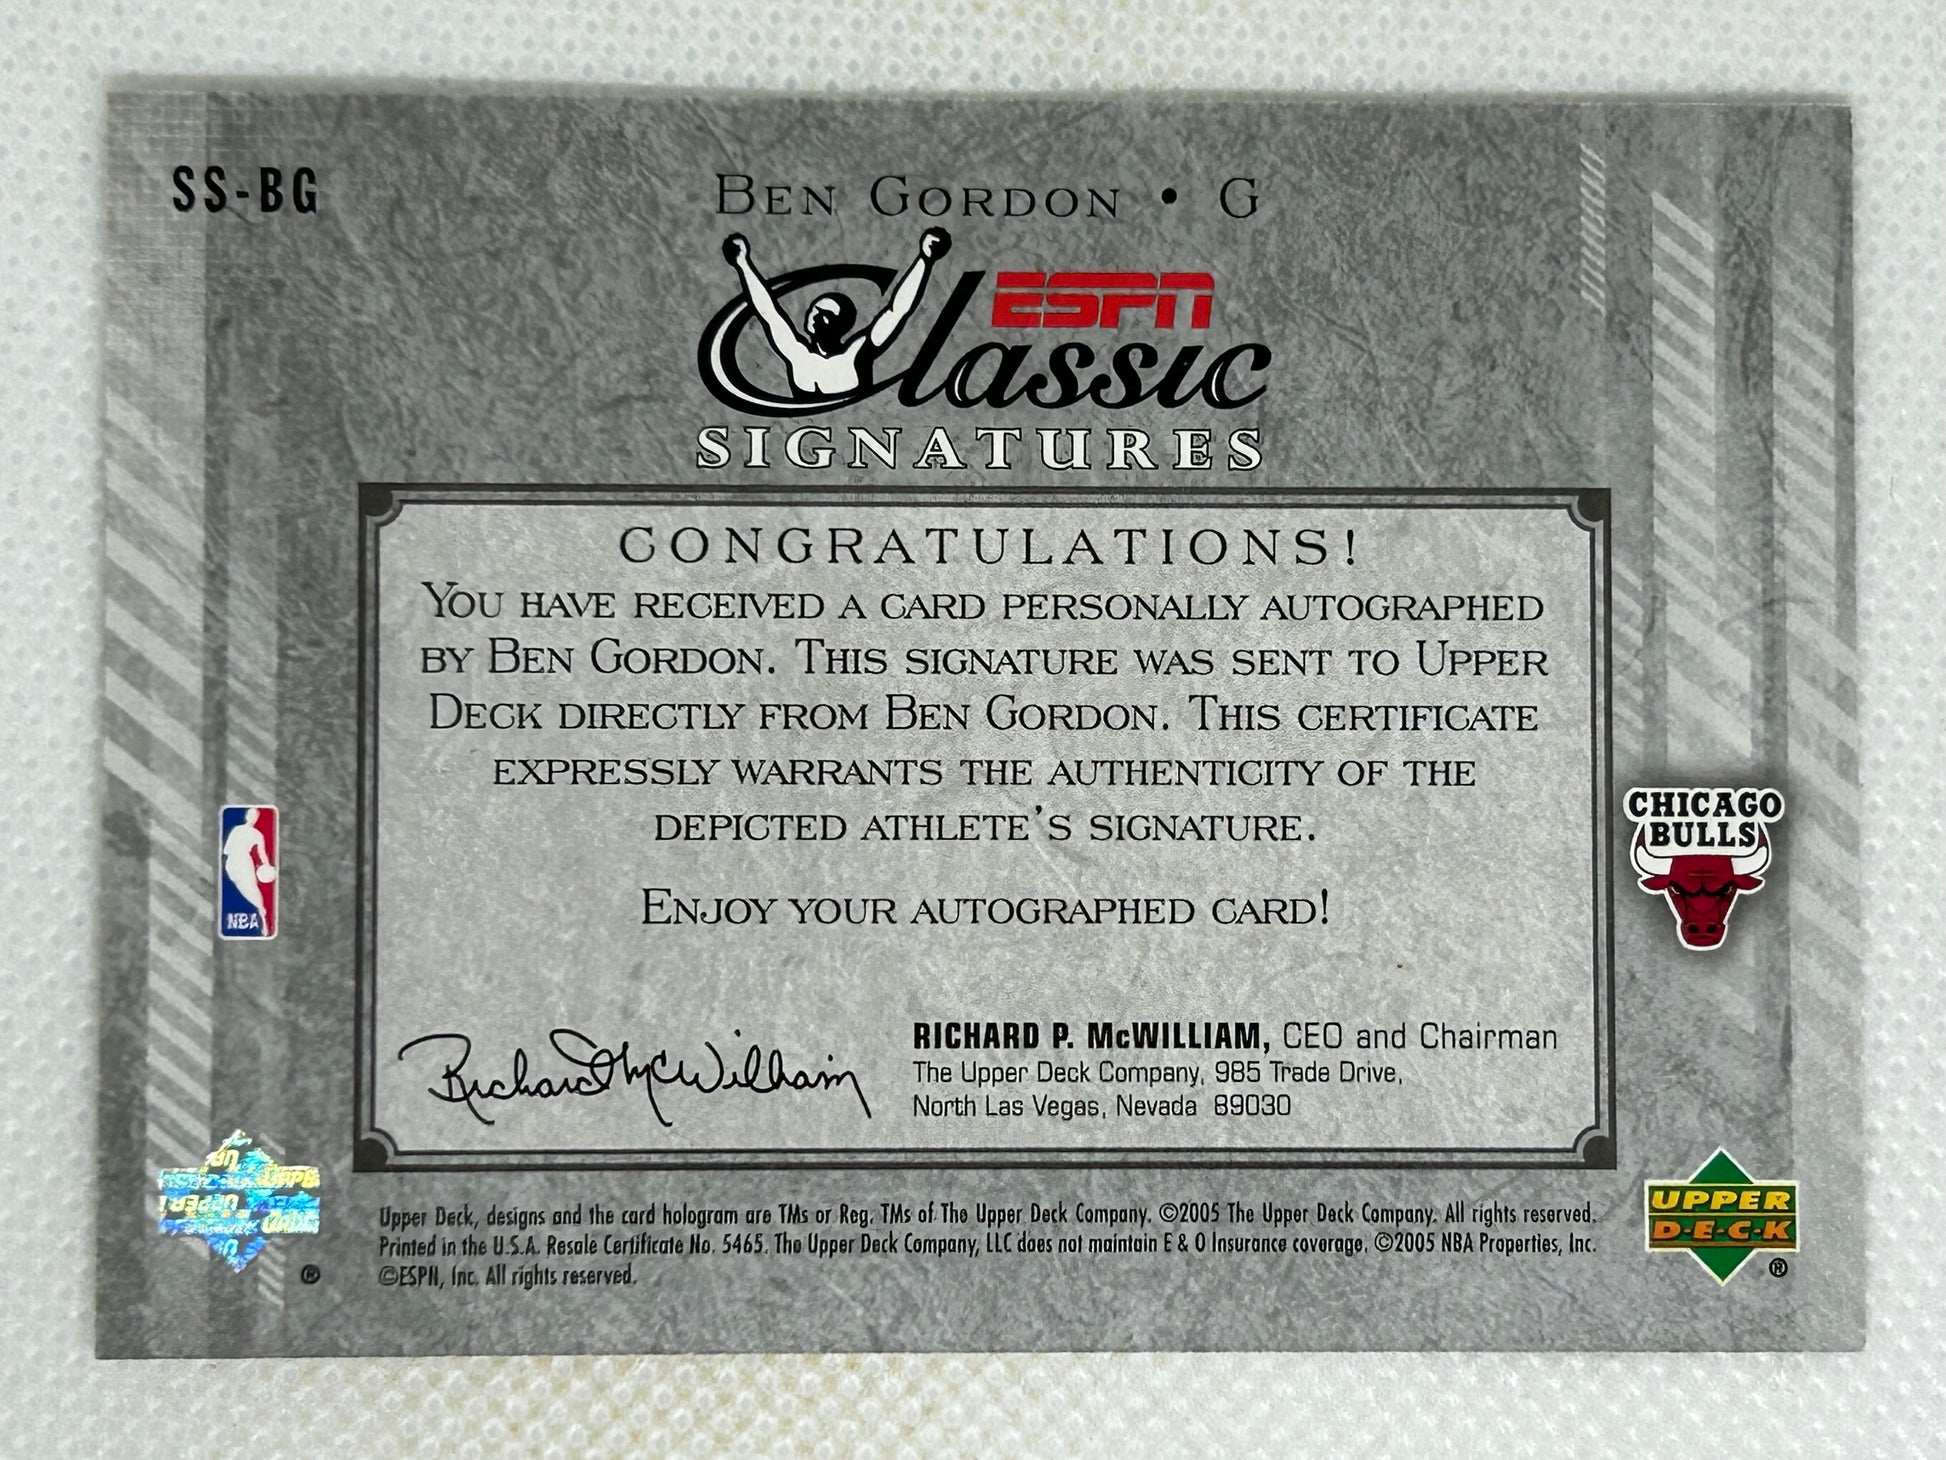 SS-BG
BEN GORDON • G
ESPN
Classic
SIGNATURES
CONGRATULATIONS!
YOU HAVE RECEIVED A CARD PERSONALLY AUTOGRAPHED
BY BEN GORDON. THIS SIGNATURE WAS SENT TO UPPER
DECK DIRECTLY FROM BEN GORDON. THIS CERTIFICATE
EXPRESSLY WARRANTS THE AUTHENTICITY OF THE
DEPICTED ATHLETE'S SIGNATURE.
ENJOY YOUR AUTOGRAPHED CARD!
NBA
CHICAGO
BULLS
Richard McWilliam
RICHARD P. McWILLIAM, CEO and Chairman
The Upper Deck Company, 985 Trade Drive,
North Las Vegas, Nevada 89030
Upper Deck, designs and the card hologram are TMs or Reg. TMs of The Upper Deck Company. ©2005 The Upper Deck Company. All rights reserved.
Printed in the U.S.A. Resale Certificate No. 5465. The Upper Deck Company, LLC does not maintain E & O Insurance coverage. ©2005 NBA Properties, Inc.
©ESPN, Inc. All rights reserved.
®
UPPER
D·E·C·K
®